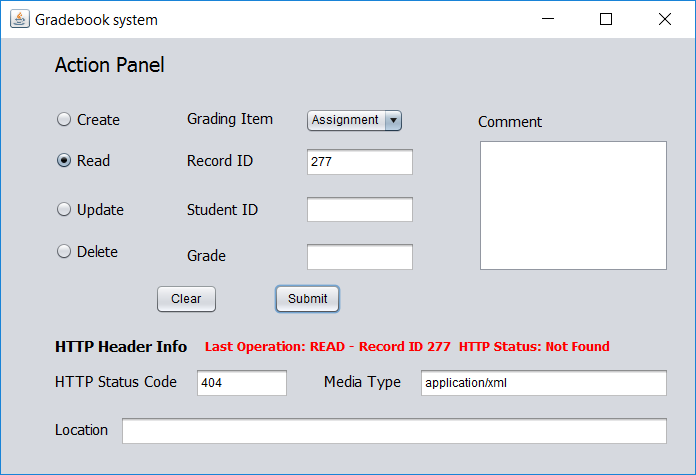 Gradebook system
Action Panel
Create Grading Item Assignment Comment
Read Record ID 277
Update Student ID
Delete Grade
Clear Submit
HTTP Header Info Last Operation: READ - Record ID 277 HTTP Status: Not Found
HTTP Status Code 404 Media Type application/xml
Location